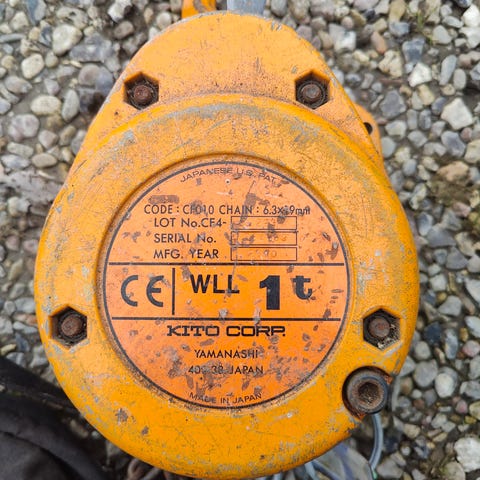 JAPANESE U.S. PAT.
CODE : CF010 CHAIN : 6.3×19mm
LOT No. CF4-
SERIAL No.
MFG. YEAR
CE WLL 1t
KITO CORP.
YAMANASHI
JAPAN
MADE IN JAPAN